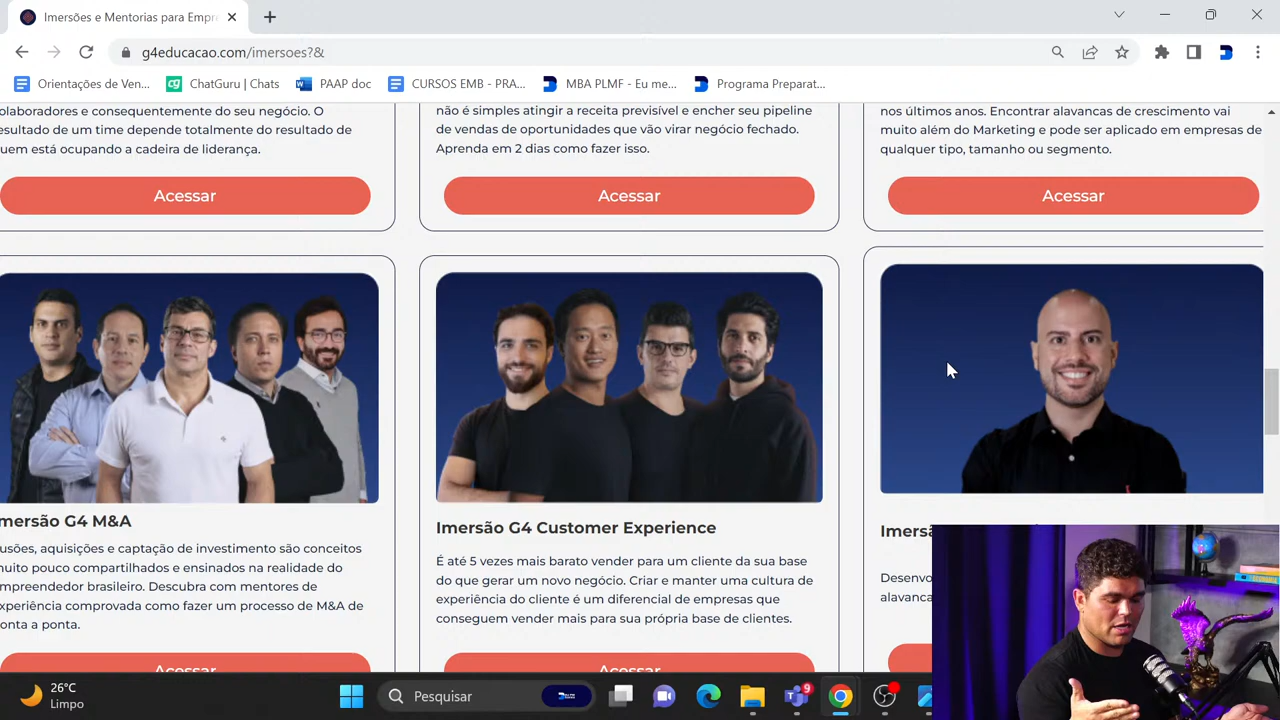 Imersões e Mentorias para Empr
g4educacao.com/imersoes?&
Orientações de Ven...
cg
ChatGuru | Chats
PAAP doc
CURSOS EMB - PRA...
MBA PLMF - Eu me...
Programa Preparat...
olaboradores e consequentemente do seu negócio. O
esultado de um time depende totalmente do resultado de
uem está ocupando a cadeira de liderança.
Acessar
não é simples atingir a receita previsível e encher seu pipeline
de vendas de oportunidades que vão virar negócio fechado.
Aprenda em 2 dias como fazer isso.
Acessar
nos últimos anos. Encontrar alavancas de crescimento vai
muito além do Marketing e pode ser aplicado em empresas de
qualquer tipo, tamanho ou segmento.
Acessar
mersão G4 M&A
usões, aquisições e captação de investimento são conceitos
nuito pouco compartilhados e ensinados na realidade do
mpreendedor brasileiro. Descubra com mentores de
xperiência comprovada como fazer um processo de M&A de
onta a ponta.
Acessar
Imersão G4 Customer Experience
É até 5 vezes mais barato vender para um cliente da sua base
do que gerar um novo negócio. Criar e manter uma cultura de
experiência do cliente é um diferencial de empresas que
conseguem vender mais para sua própria base de clientes.
Acessar
Imersã
Desenvo
alavanca
26°C
Limpo
Pesquisar
9